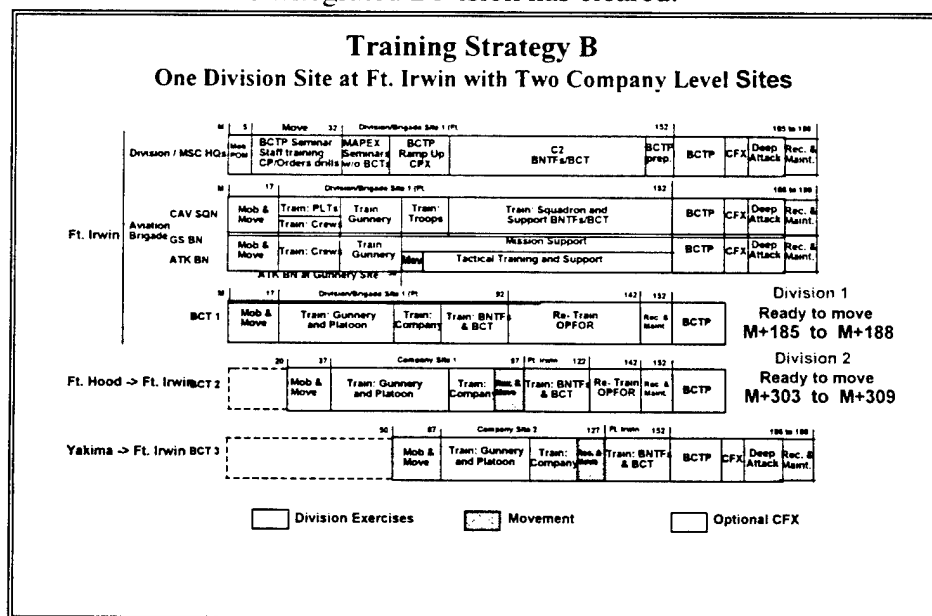 Training Strategy B
One Division Site at Ft. Irwin with Two Company Level Sites
M 5 Move 32 Division/Brigade Site 1 (Ft. 152 185 to 188
Division / MSC HQs
BCTP Seminar
Staff training
CP/Orders drills
MAPEX
Seminars
w/o BCTs
BCTP
Ramp Up
CPX
C2
BNTFs/BCT
BCTP
prep.
BCTP
CFX
Deep
Attack
Rec. &
Maint.
M 17 Division/Brigade Site 1 (Ft. 152
Ft. Irwin
Aviation
Brigade
CAV SQN
Mob &
Move
Train: PLTs
Train: Crews
Train
Gunnery
Train:
Troops
Train: Squadron and
Support BNTFs/BCT
BCTP
CFX
Deep
Attack
Rec. &
Maint.
GS BN
ATK BN
Mob &
Move
Train: Crews
Train
Gunnery
Mission Support
Tactical Training and Support
BCTP
CFX
Deep
Attack
Rec. &
Maint.
ATK BN at Gunnery Site
M 17 Division/Brigade Site 1 (Ft. 92 142 152
BCT 1
Mob &
Move
Train: Gunnery
and Platoon
Train:
Company
Train: BNTFs
& BCT
Re- Train
OPFOR
Rec. &
Maint
BCTP
Division 1
Ready to move
M+185 to M+188
20 37 Company Site 1 97 Ft. Irwin 122 142 152
Ft. Hood -> Ft. Irwin BCT 2
Mob &
Move
Train: Gunnery
and Platoon
Train:
Company
Train: BNTFs
& BCT
Re- Train
OPFOR
Rec. &
Maint
BCTP
Division 2
Ready to move
M+303 to M+309
50 67 Company Site 2 127 Ft. Irwin 152
Yakima -> Ft. Irwin BCT 3
Mob &
Move
Train: Gunnery
and Platoon
Train:
Company
Train: BNTFs
& BCT
BCTP
CFX
Deep
Attack
Rec. &
Maint.
Division Exercises
Movement
Optional CFX